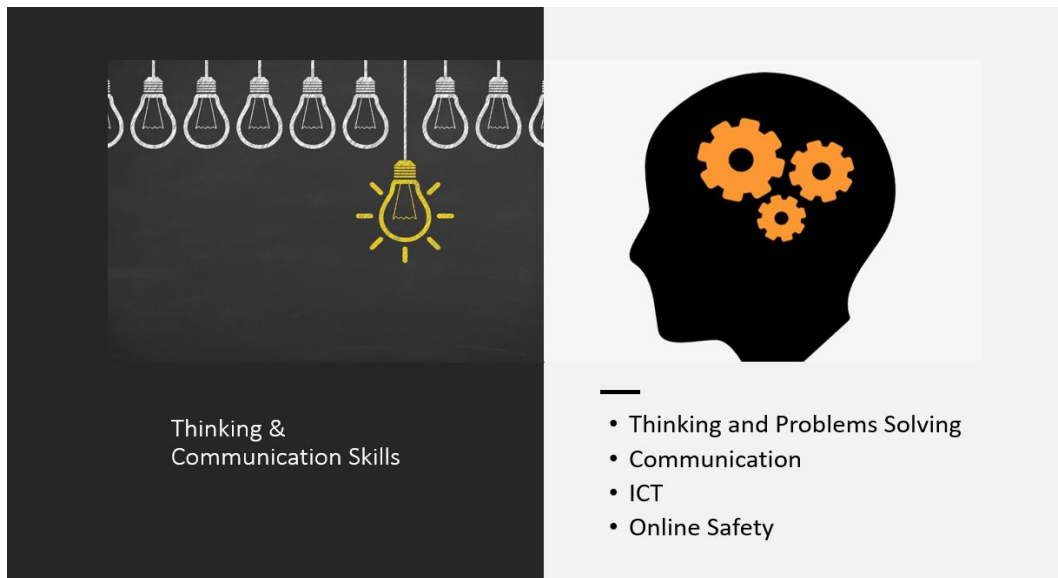 Thinking &
Communication Skills
• Thinking and Problems Solving
• Communication
• ICT
• Online Safety